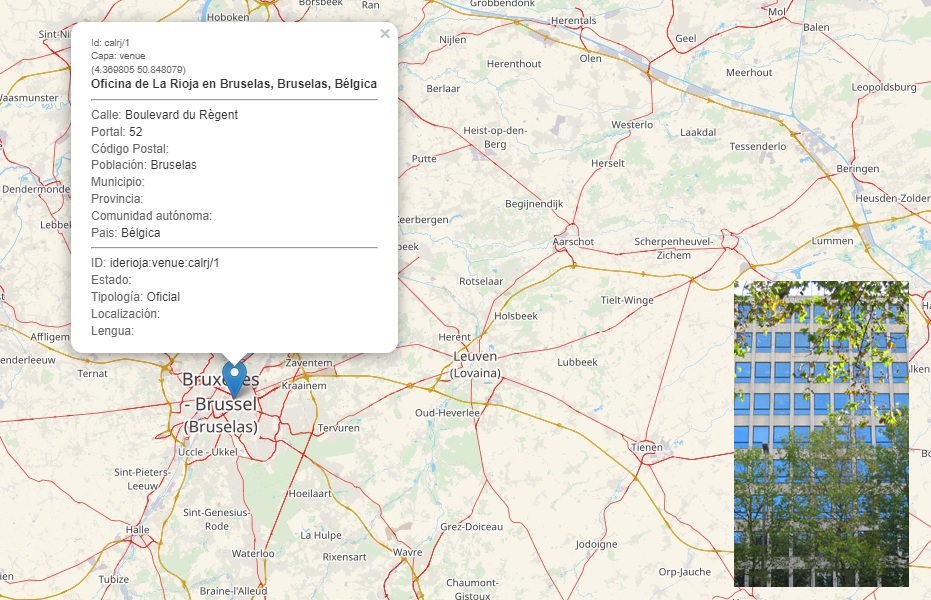 Id: calrj/1
Capa: venue
(4.369805 50.848079)
Oficina de La Rioja en Bruselas, Bruselas, Bélgica
Calle: Boulevard du Règent
Portal: 52
Código Postal:
Población: Bruselas
Municipio:
Provincia:
Comunidad autónoma:
Pais: Bélgica
ID: iderioja:venue:calrj/1
Estado:
Tipología: Oficial
Localización:
Lengua:
×
Hoboken
Borsbeek
Ran
Grobbendonk
Herentals
Mol
Balen
Sint-Ni
Nijlen
Geel
Olen
Herenthout
Meerhout
Leopoldsburg
Berlaar
Waasmunster
Westerlo
Laakdal
Heist-op-den-
Berg
Tessenderlo
Putte
Herselt
Beringen
Dendermonde
Begijnendijk
Heusden-Zolder
Lebbel
Keerbergen
Aarschot
Scherpenheuvel-
Zichem
Lummen
beek
Rotselaar
Tielt-Winge
Holsbeek
Affligem
Herent
enderleeuw
Ternat
Zaventem
Leuven
(Lovaina)
Lubbeek
Kraainem
Bruxelles
- Brussel
(Bruselas)
Oud-Heverlee
Tervuren
Uccle - Ukkel
Tienen
Sint-Pieters-
Leeuw
Hoeilaart
Sint-Genesius-
Rode
Halle
La Hulpe
Grez-Doiceau
Waterloo
Rixensart
Wavre
Jodoigne
Tubize
Orp-Jauche
Braine-l'Alleud
Chaumont-
Gistoux